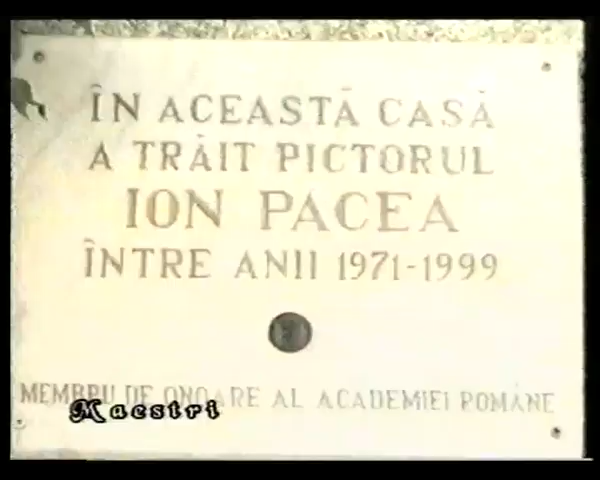 ÎN ACEASTĂ CASĂ
A TRĂIT PICTORUL
ION PACEA
ÎNTRE ANII 1971-1999
MEMBRU DE ONOARE AL ACADEMIEI ROMÂNE
Maestri